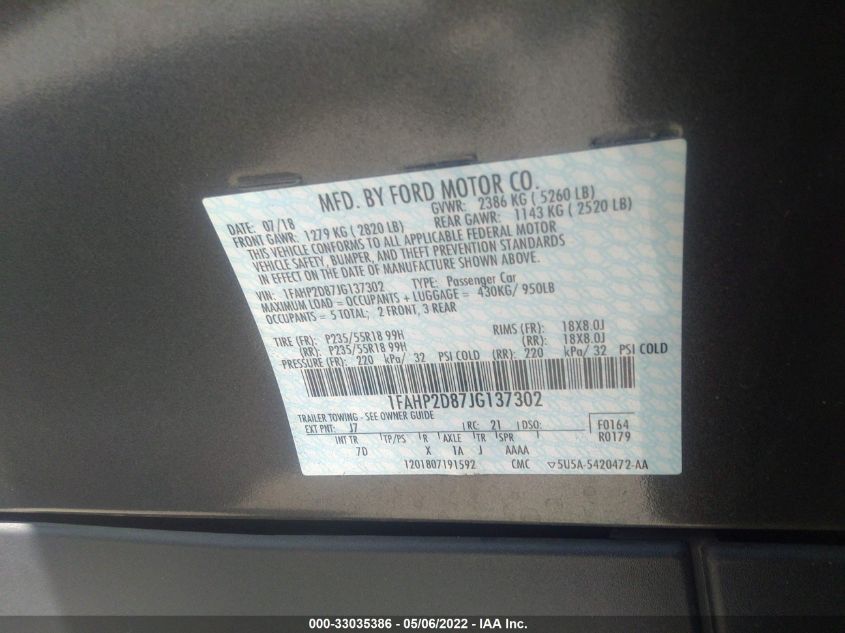 MFD. BY FORD MOTOR CO.
DATE: 07/18 GVWR: 2386 KG ( 5260 LB)
FRONT GAWR: 1279 KG ( 2820 LB) REAR GAWR: 1143 KG ( 2520 LB)
THIS VEHICLE CONFORMS TO ALL APPLICABLE FEDERAL MOTOR
VEHICLE SAFETY, BUMPER, AND THEFT PREVENTION STANDARDS
IN EFFECT ON THE DATE OF MANUFACTURE SHOWN ABOVE.
VIN: 1FAHP2D87JG137302 TYPE: Passenger Car
MAXIMUM LOAD = OCCUPANTS + LUGGAGE = 430KG/ 950LB
OCCUPANTS = 5 TOTAL; 2 FRONT, 3 REAR
TIRE (FR): P235/55R18 99H RIMS (FR): 18X8.0J
(RR): P235/55R18 99H (RR): 18X8.0J
PRESSURE (FR): 220 kPa/ 32 PSI COLD (RR): 220 kPa/ 32 PSI COLD
1FAHP2D87JG137302
TRAILER TOWING - SEE OWNER GUIDE
EXT PNT: J7 RC: 21 DSO: F0164
INT TR TP/PS R AXLE TR SPR R0179
7D X 1A J AAAA
1201807191592 CMC ▽5U5A-5420472-AA
000-33035386 - 05/06/2022 - IAA Inc.